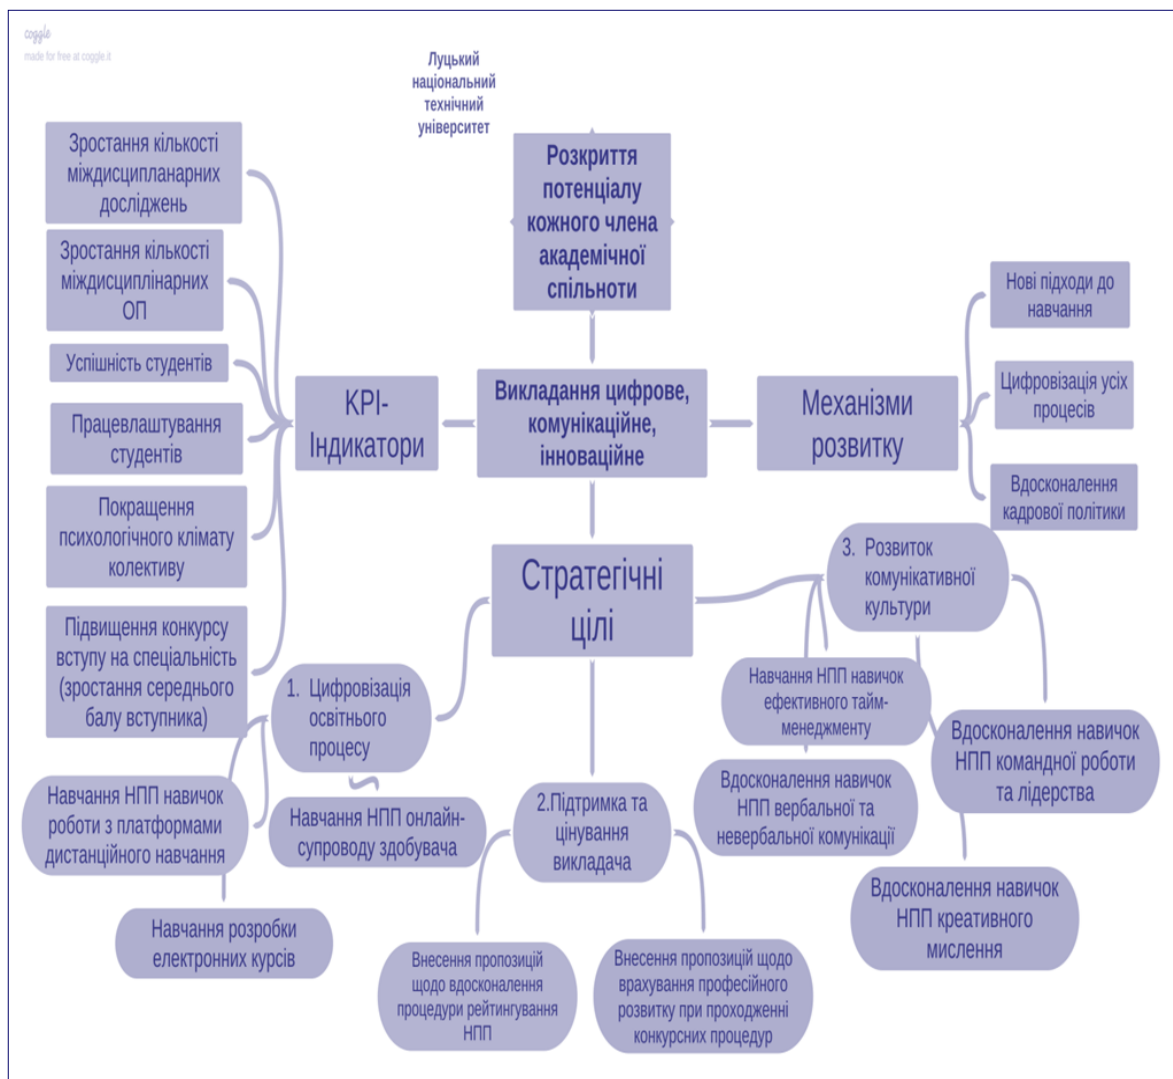 coggle
made for free at coggle.it
Луцький
національний
технічний
університет
Розкриття
потенціалу
кожного члена
академічної
спільноти
Зростання кількості
міждисципланарних
досліджень
Зростання кількості
міждисциплінарних
ОП
Успішність студентів
Працевлаштування
студентів
Покращення
психологічного клімату
колективу
Підвищення конкурсу
вступу на спеціальність
(зростання середнього
балу вступника)
KPI-
Індикатори
Викладання цифрове,
комунікаційне,
інноваційне
Механізми
розвитку
Нові підходи до
навчання
Цифровізація усіх
процесів
Вдосконалення
кадрової політики
Стратегічні
цілі
1. Цифровізація
освітнього
процесу
Навчання НПП навичок
роботи з платформами
дистанційного навчання
Навчання НПП онлайн-
супроводу здобувача
Навчання розробки
електронних курсів
2.Підтримка та
цінування
викладача
Внесення пропозицій
щодо вдосконалення
процедури рейтингування
НПП
Внесення пропозицій щодо
врахування професійного
розвитку при проходженні
конкурсних процедур
3. Розвиток
комунікативної
культури
Навчання НПП навичок
ефективного тайм-
менеджменту
Вдосконалення навичок
НПП вербальної та
невербальної комунікації
Вдосконалення навичок
НПП командної роботи
та лідерства
Вдосконалення навичок
НПП креативного
мислення